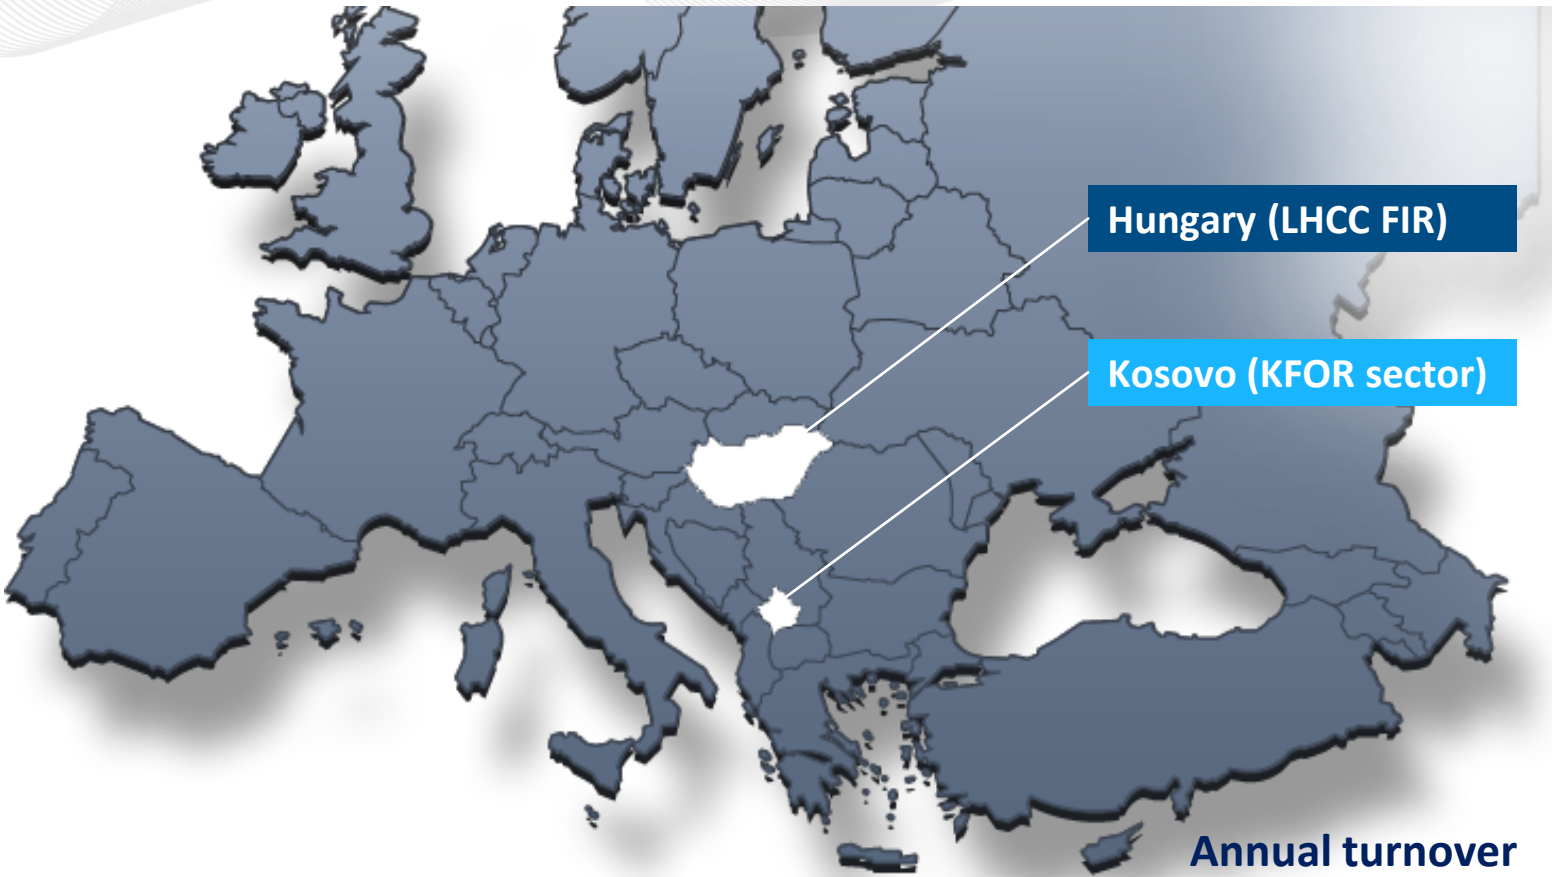 Hungary (LHCC FIR)
Kosovo (KFOR sector)
Annual turnover